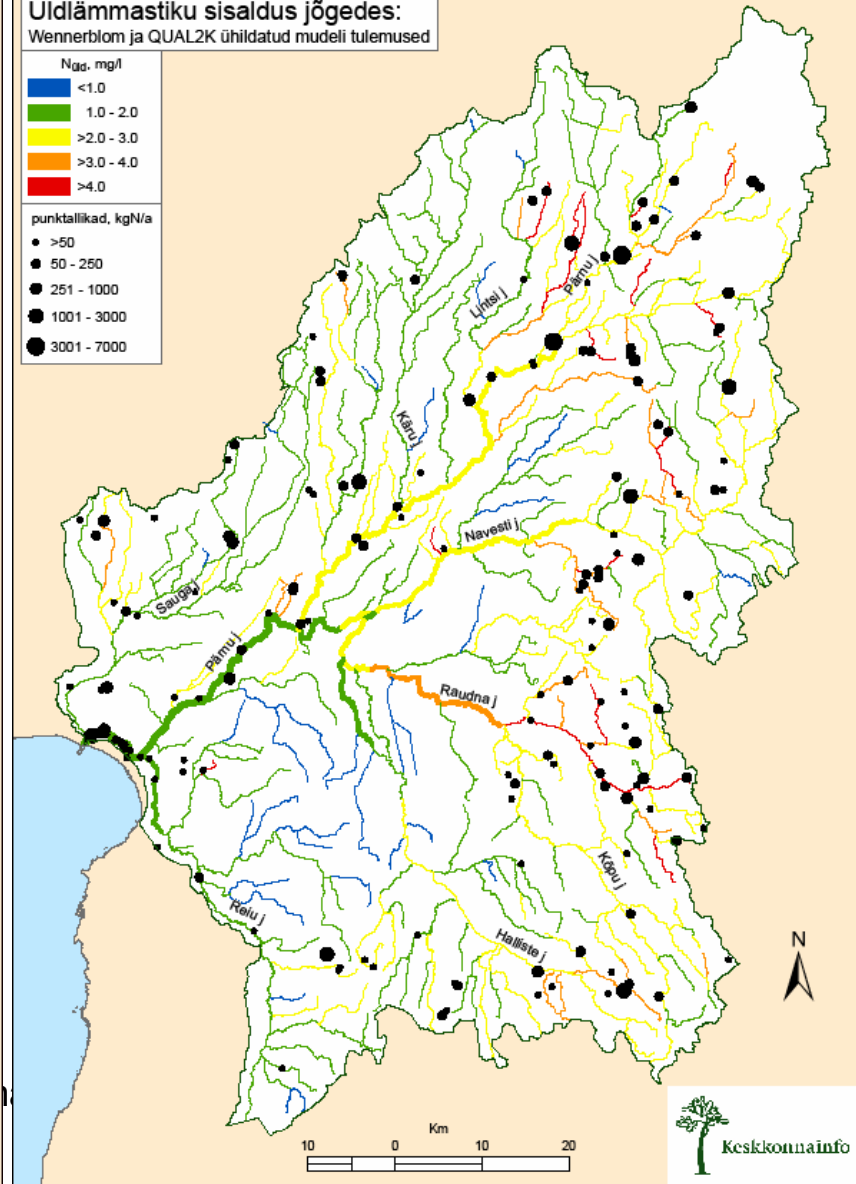 Üldlämmastiku sisaldus jõgedes:
Wennerblom ja QUAL2K ühildatud mudeli tulemused
Nüld, mg/l
<1.0
1.0 - 2.0
>2.0 - 3.0
>3.0 - 4.0
>4.0
punktallikad, kgN/a
>50
50 - 250
251 - 1000
1001 - 3000
3001 - 7000
Lintsi j
Pärnu j
Käru j
Navesti j
Sauga j
Pärnu j
Raudna j
Kõpu j
Reiu j
Halliste j
N
Km
10 0 10 20
Keskkonnainfo